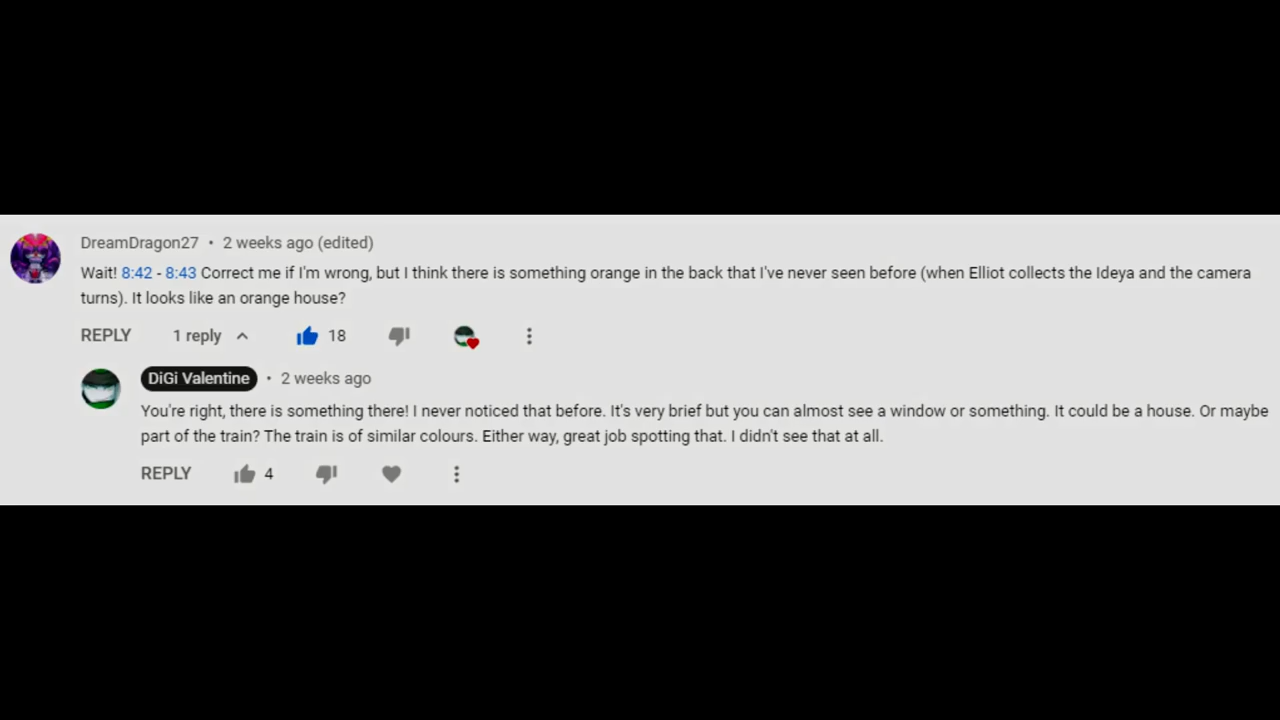 DreamDragon27 • 2 weeks ago (edited)
Wait! 8:42 - 8:43 Correct me if I'm wrong, but I think there is something orange in the back that I've never seen before (when Elliot collects the Ideya and the camera
turns). It looks like an orange house?
REPLY 1 reply 18
DiGi Valentine • 2 weeks ago
You're right, there is something there! I never noticed that before. It's very brief but you can almost see a window or something. It could be a house. Or maybe
part of the train? The train is of similar colours. Either way, great job spotting that. I didn't see that at all.
REPLY 4